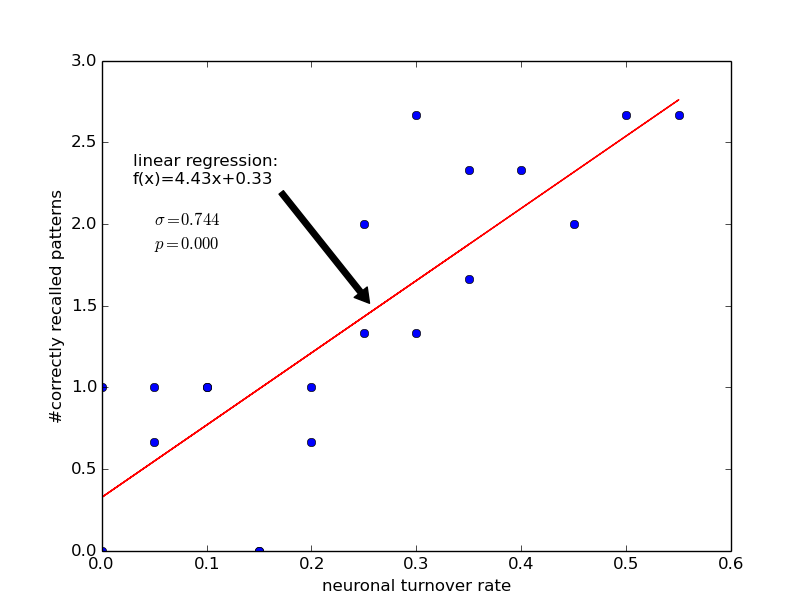 3.0
2.5
2.0
1.5
1.0
0.5
0.0
#correctly recalled patterns
linear regression:
f(x)=4.43x+0.33
σ=0.744
p=0.000
0.0 0.1 0.2 0.3 0.4 0.5 0.6
neuronal turnover rate